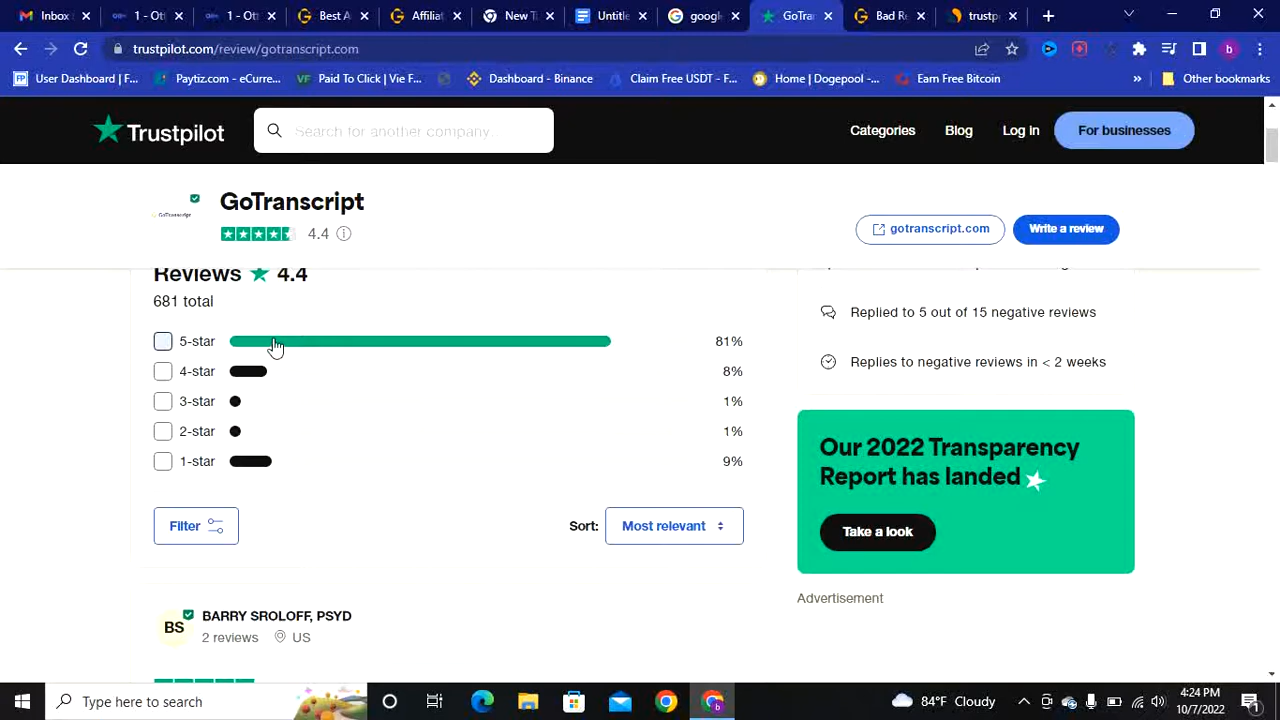 Inbox
1 - Ot
1 - Ot
Best A
Affiliat
New T
Untitle
google
GoTran
Bad Re
trustp
trustpilot.com/review/gotranscript.com
b
User Dashboard | F...
Paytiz.com - eCurre...
Paid To Click | Vie F...
Dashboard - Binance
Claim Free USDT - F...
Home | Dogepool -...
Earn Free Bitcoin
»
Other bookmarks
Trustpilot
Search for another company...
Categories
Blog
Log in
For businesses
GoTranscript
4.4
gotranscript.com
Write a review
Reviews ★ 4.4
681 total
5-star 81%
4-star 8%
3-star 1%
2-star 1%
1-star 9%
Filter
Sort:
Most relevant
BS
BARRY SROLOFF, PSYD
2 reviews
US
Replied to 5 out of 15 negative reviews
Replies to negative reviews in < 2 weeks
Our 2022 Transparency
Report has landed
Take a look
Advertisement
Type here to search
84°F Cloudy
4:24 PM
10/7/2022